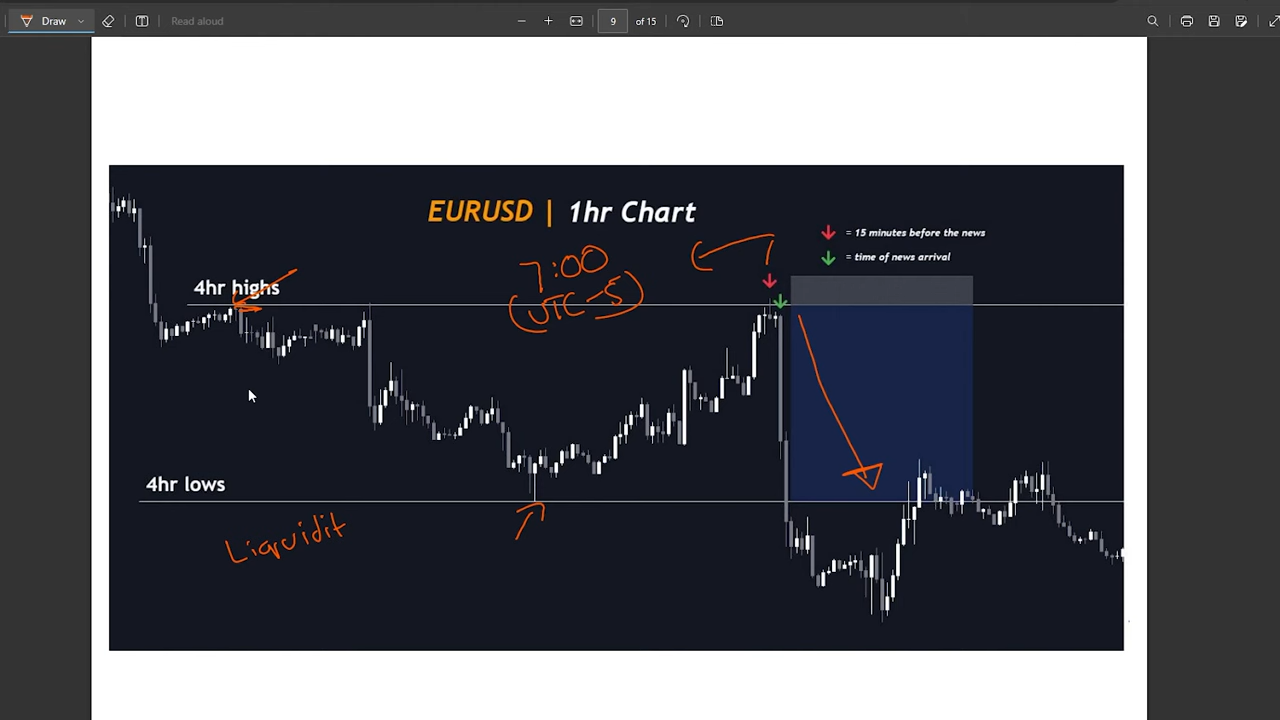 Draw
Read aloud
9 of 15
EURUSD | 1hr Chart
= 15 minutes before the news
= time of news arrival
7:00
(UTC-5)
4hr highs
4hr lows
Liquidit